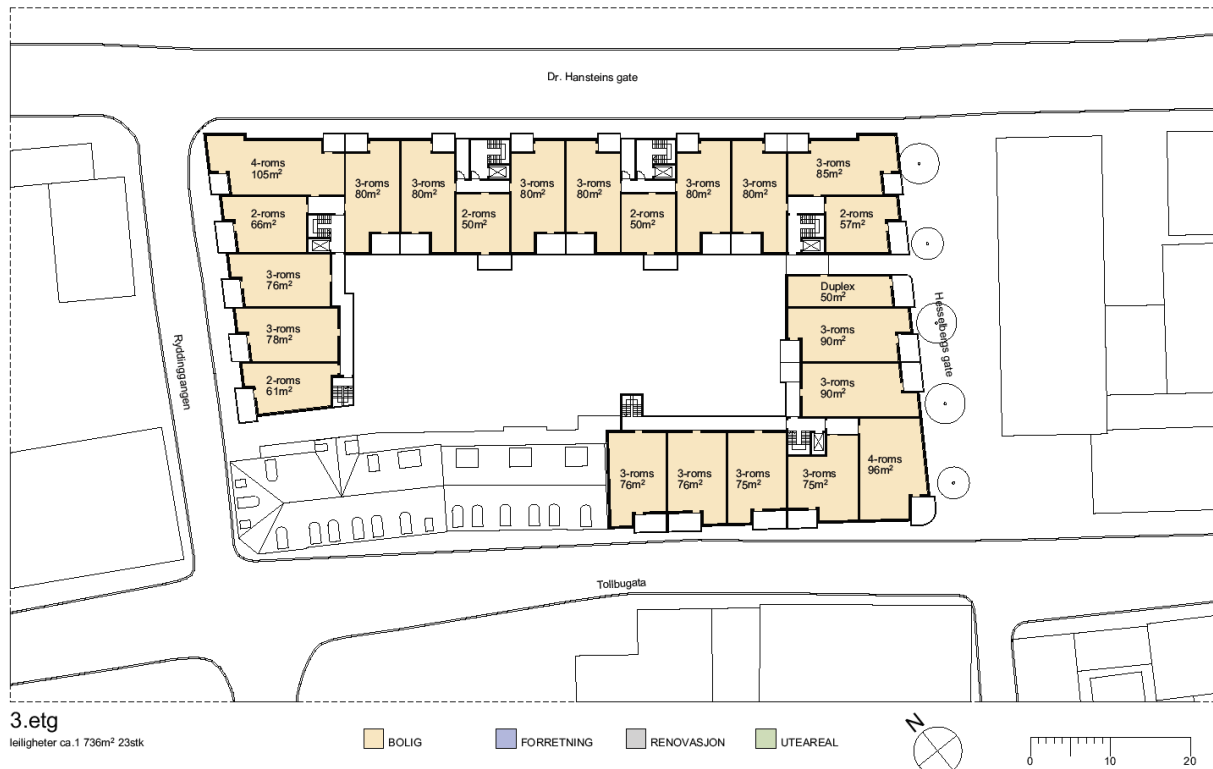 Dr. Hansteins gate
4-roms
105m²
3-roms
80m²
3-roms
80m²
3-roms
80m²
3-roms
80m²
3-roms
80m²
3-roms
80m²
3-roms
85m²
2-roms
66m²
2-roms
50m²
2-roms
50m²
2-roms
57m²
3-roms
76m²
Duplex
50m²
3-roms
78m²
3-roms
90m²
2-roms
61m²
3-roms
90m²
Ryddinggangen
Hesselbergs gate
3-roms
76m²
3-roms
76m²
3-roms
75m²
3-roms
75m²
4-roms
96m²
Tollbugata
3.etg
leiligheter ca.1 736m² 23stk
BOLIG
FORRETNING
RENOVASJON
UTEAREAL
N
0 10 20